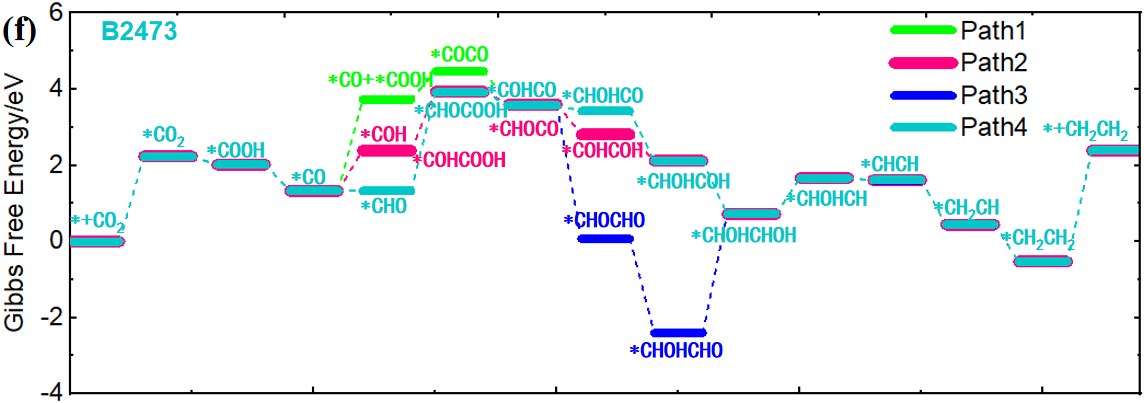 (f)
B2473
Gibbs Free Energy/eV
6
4
2
0
-2
-4
Path1
Path2
Path3
Path4
*+CO2
*CO2
*COOH
*CO
*CO+*COOH
*COH
*CHO
*COCO
*CHOCOOH
*COHCOOH
*COHCO
*CHOCO
*CHOHCO
*COHCOH
*CHOCHO
*CHOHCOH
*CHOHCHO
*CHOHCHOH
*CHOHCH
*CHCH
*CH2CH
*CH2CH2
*+CH2CH2